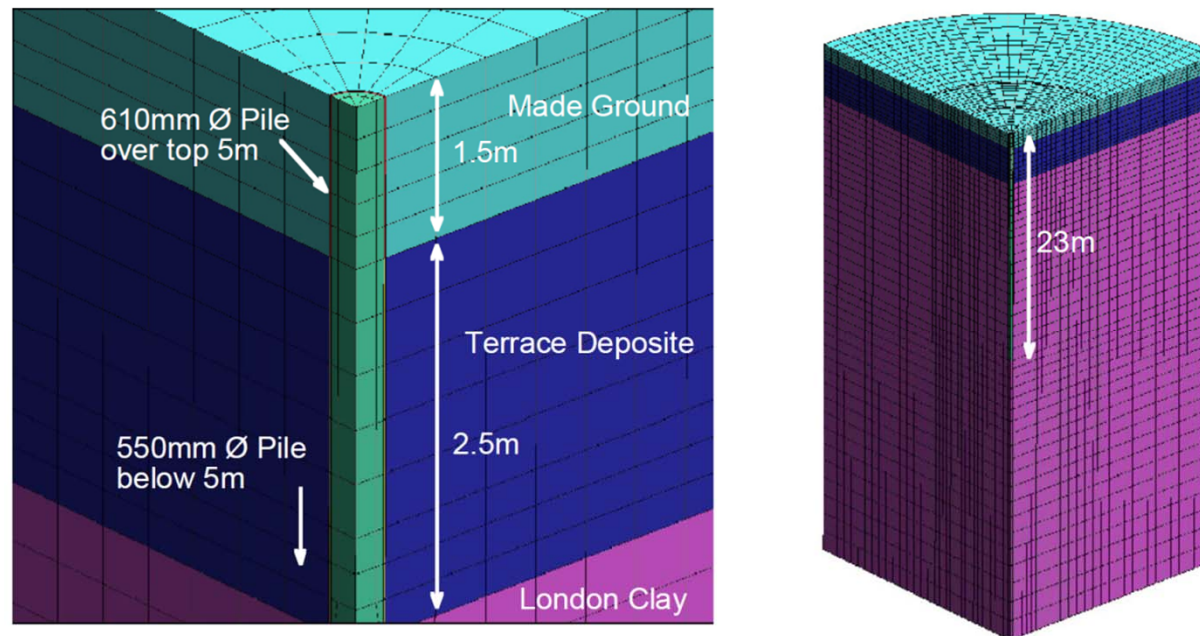 610mm Ø Pile
over top 5m
Made Ground
1.5m
Terrace Deposite
2.5m
550mm Ø Pile
below 5m
London Clay
23m